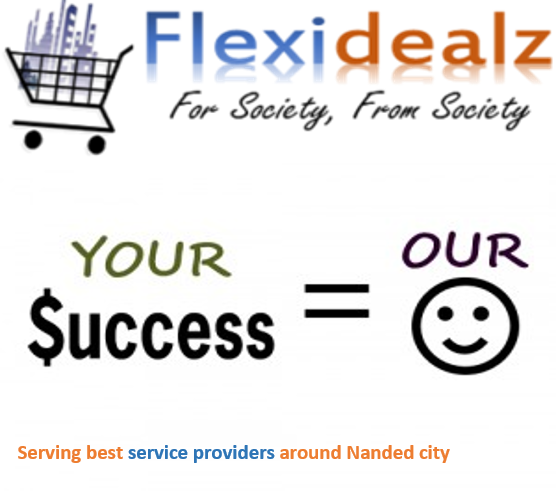 Flexidealz
For Society, From Society
YOUR
$uccess
=
OUR
Serving best service providers around Nanded city